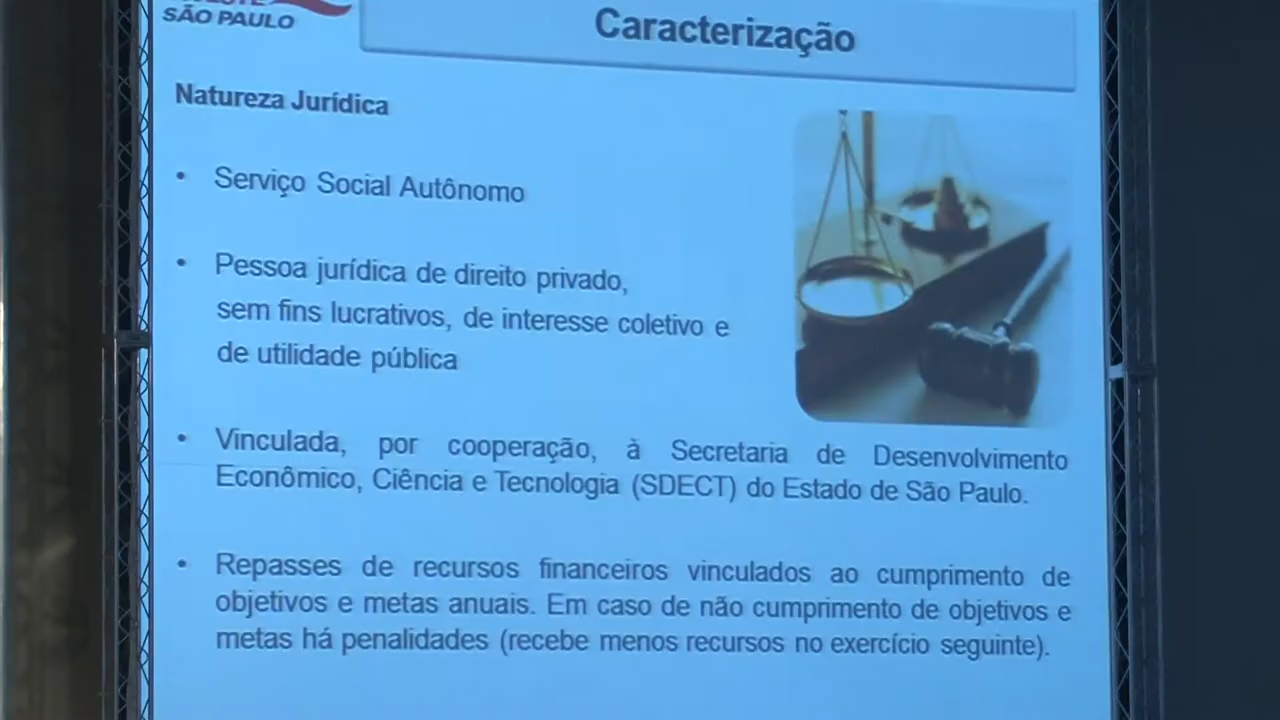 SÃO PAULO
Caracterização
Natureza Jurídica
• Serviço Social Autônomo
• Pessoa jurídica de direito privado,
sem fins lucrativos, de interesse coletivo e
de utilidade pública
• Vinculada, por cooperação, à Secretaria de Desenvolvimento
Econômico, Ciência e Tecnologia (SDECT) do Estado de São Paulo.
• Repasses de recursos financeiros vinculados ao cumprimento de
objetivos e metas anuais. Em caso de não cumprimento de objetivos e
metas há penalidades (recebe menos recursos no exercício seguinte).